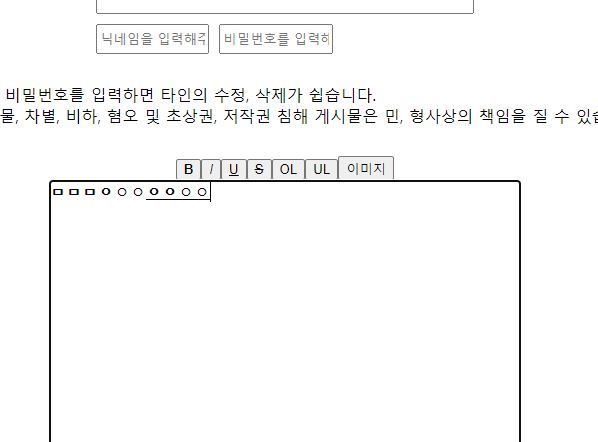 닉네임을 입력해주 비밀번호를 입력하
비밀번호를 입력하면 타인의 수정, 삭제가 쉽습니다.
물, 차별, 비하, 혐오 및 초상권, 저작권 침해 게시물은 민, 형사상의 책임을 질 수 있습
B I U S OL UL 이미지
ㅁㅁㅁㅇㅇㅇㅇㅇㅇㅇ